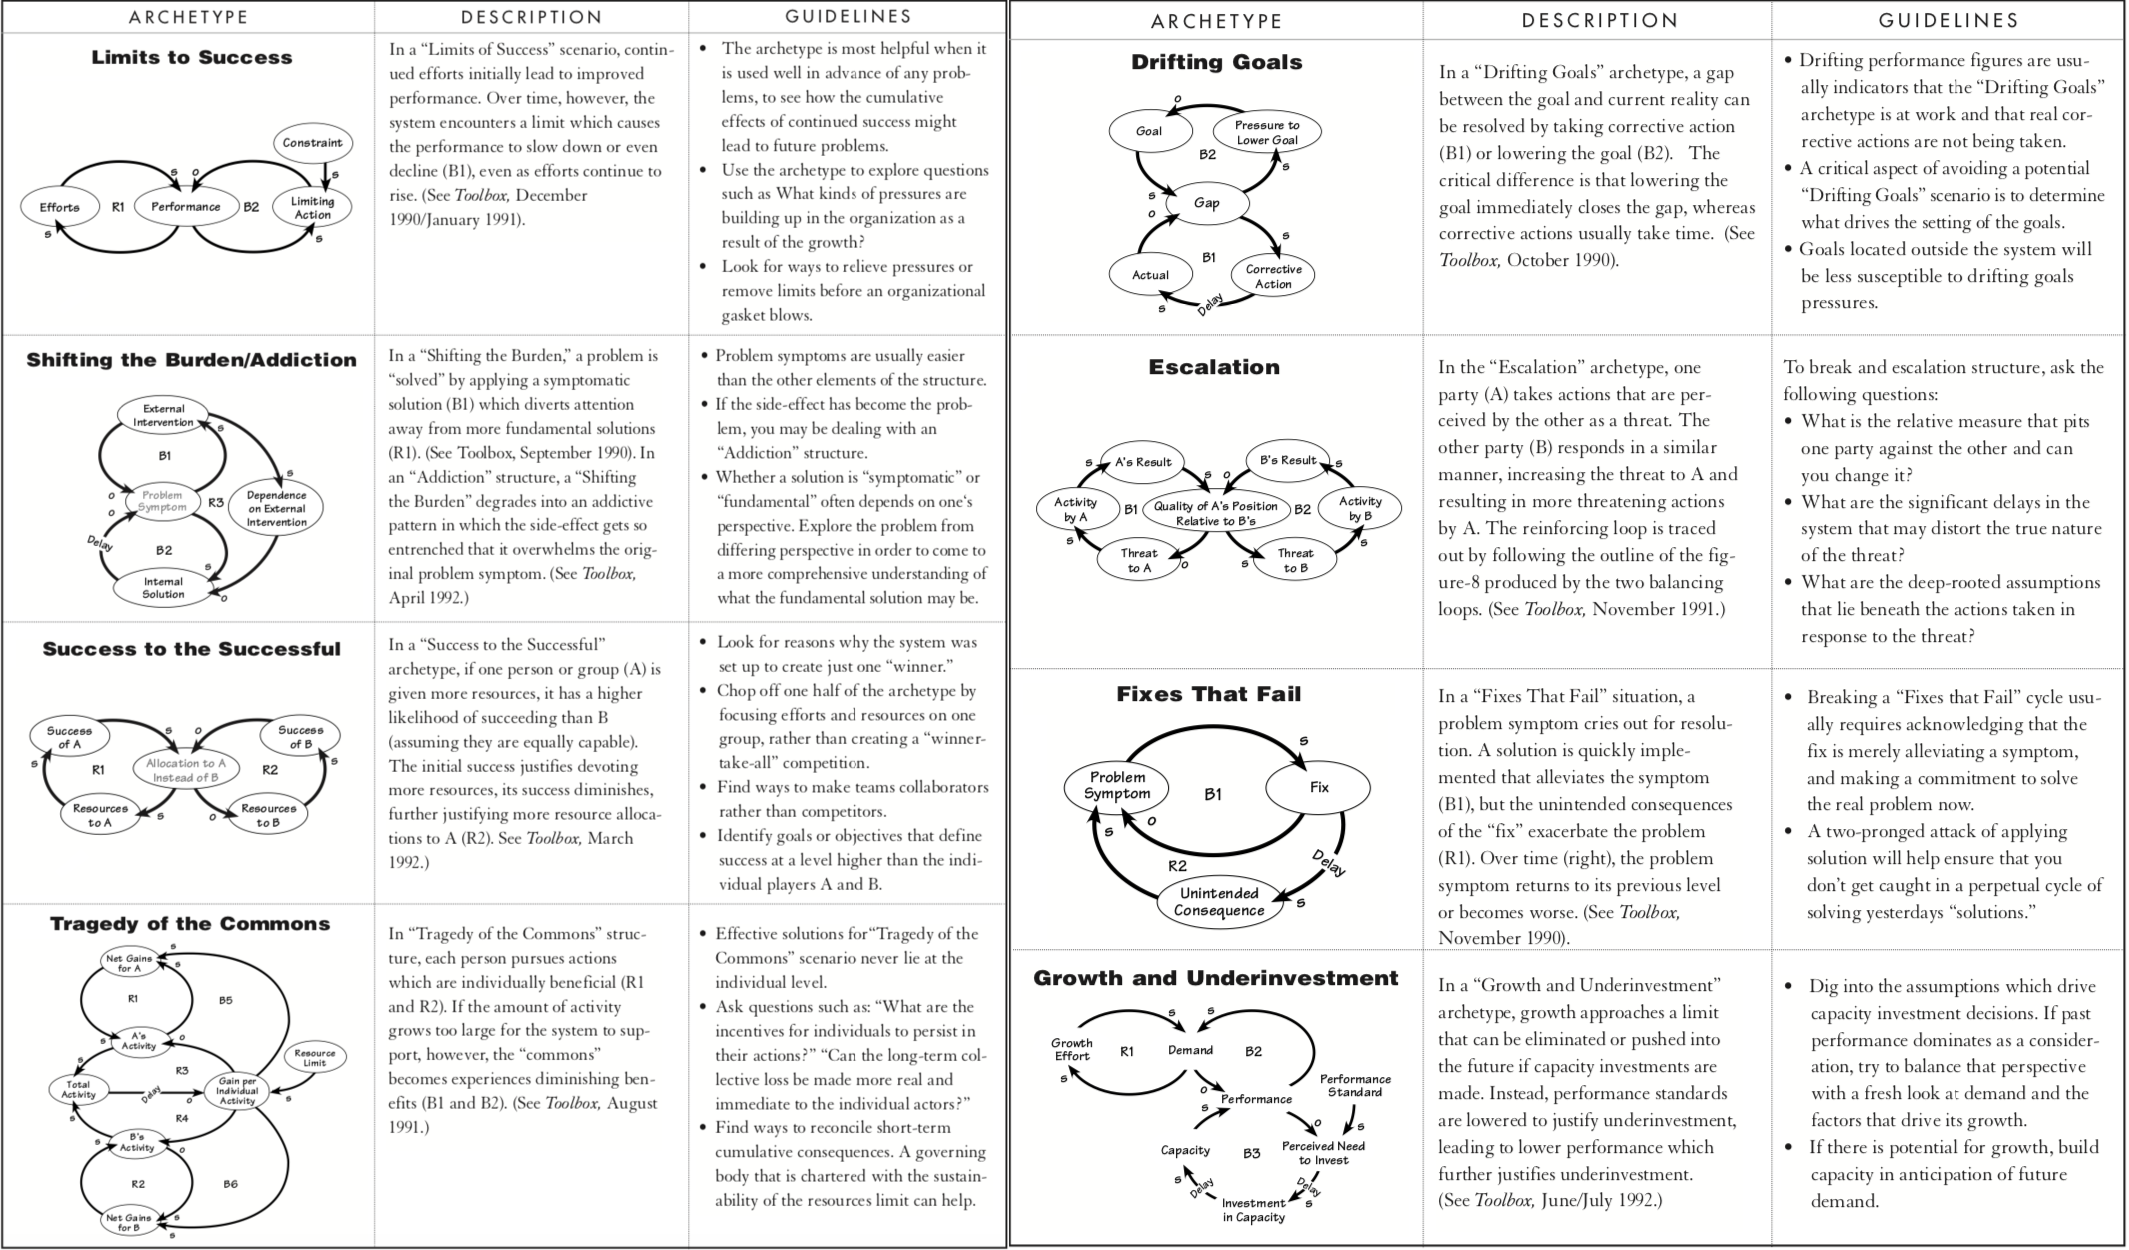 ARCHETYPE
DESCRIPTION
GUIDELINES
Limits to Success
Constraint
s
o
s
Efforts
R1
Performance
B2
Limiting
Action
s
s
In a “Limits of Success” scenario, contin-
ued efforts initially lead to improved
performance. Over time, however, the
system encounters a limit which causes
the performance to slow down or even
decline (B1), even as efforts continue to
rise. (See Toolbox, December
1990/January 1991).
• The archetype is most helpful when it
is used well in advance of any prob-
lems, to see how the cumulative
effects of continued success might
lead to future problems.
• Use the archetype to explore questions
such as What kinds of pressures are
building up in the organization as a
result of the growth?
• Look for ways to relieve pressures or
remove limits before an organizational
gasket blows.
Shifting the Burden/Addiction
External
Intervention
s
B1
s
o
Problem
Symptom
R3
Dependence
on External
Intervention
o
Delay
B2
s
Internal
Solution
o
In a “Shifting the Burden,” a problem is
“solved” by applying a symptomatic
solution (B1) which diverts attention
away from more fundamental solutions
(R1). (See Toolbox, September 1990). In
an “Addiction” structure, a “Shifting
the Burden” degrades into an addictive
pattern in which the side-effect gets so
entrenched that it overwhelms the orig-
inal problem symptom. (See Toolbox,
April 1992.)
• Problem symptoms are usually easier
than the other elements of the structure.
• If the side-effect has become the prob-
lem, you may be dealing with an
“Addiction” structure.
• Whether a solution is “symptomatic” or
“fundamental” often depends on one‘s
perspective. Explore the problem from
differing perspective in order to come to
a more comprehensive understanding of
what the fundamental solution may be.
Success to the Successful
Success
of A
s
o
Success
of B
s
R1
Allocation to A
Instead of B
R2
s
Resources
to A
s
o
Resources
to B
In a “Success to the Successful”
archetype, if one person or group (A) is
given more resources, it has a higher
likelihood of succeeding than B
(assuming they are equally capable).
The initial success justifies devoting
more resources, its success diminishes,
further justifying more resource alloca-
tions to A (R2). See Toolbox, March
1992.)
• Look for reasons why the system was
set up to create just one “winner.”
• Chop off one half of the archetype by
focusing efforts and resources on one
group, rather than creating a “winner-
take-all” competition.
• Find ways to make teams collaborators
rather than competitors.
• Identify goals or objectives that define
success at a level higher than the indi-
vidual players A and B.
Tragedy of the Commons
s
Net Gains
for A
s
R1
B5
s
A's
Activity
o
s
R3
Resource
Limit
Total
Activity
Delay
o
Gain per
Individual
Activity
s
s
R4
s
B's
Activity
o
R2
B6
Net Gains
for B
s
s
In “Tragedy of the Commons” struc-
ture, each person pursues actions
which are individually beneficial (R1
and R2). If the amount of activity
grows too large for the system to sup-
port, however, the “commons”
becomes experiences diminishing ben-
efits (B1 and B2). (See Toolbox, August
1991.)
• Effective solutions for“Tragedy of the
Commons” scenario never lie at the
individual level.
• Ask questions such as: “What are the
incentives for individuals to persist in
their actions?” “Can the long-term col-
lective loss be made more real and
immediate to the individual actors?”
• Find ways to reconcile short-term
cumulative consequences. A governing
body that is chartered with the sustain-
ability of the resources limit can help.
ARCHETYPE
DESCRIPTION
GUIDELINES
Drifting Goals
o
Goal
Pressure to
Lower Goal
B2
s
s
Gap
o
s
B1
Actual
Corrective
Action
s
Delay
In a “Drifting Goals” archetype, a gap
between the goal and current reality can
be resolved by taking corrective action
(B1) or lowering the goal (B2). The
critical difference is that lowering the
goal immediately closes the gap, whereas
corrective actions usually take time. (See
Toolbox, October 1990).
• Drifting performance figures are usu-
ally indicators that the “Drifting Goals”
archetype is at work and that real cor-
rective actions are not being taken.
• A critical aspect of avoiding a potential
“Drifting Goals” scenario is to determine
what drives the setting of the goals.
• Goals located outside the system will
be less susceptible to drifting goals
pressures.
Escalation
s
A's Result
s
o
B's Result
s
Activity
by A
B1
Quality of A's Position
Relative to B's
B2
Activity
by B
s
Threat
to A
o
s
Threat
to B
s
In the “Escalation” archetype, one
party (A) takes actions that are per-
ceived by the other as a threat. The
other party (B) responds in a similar
manner, increasing the threat to A and
resulting in more threatening actions
by A. The reinforcing loop is traced
out by following the outline of the fig-
ure-8 produced by the two balancing
loops. (See Toolbox, November 1991.)
To break and escalation structure, ask the
following questions:
• What is the relative measure that pits
one party against the other and can
you change it?
• What are the significant delays in the
system that may distort the true nature
of the threat?
• What are the deep-rooted assumptions
that lie beneath the actions taken in
response to the threat?
Fixes That Fail
s
Problem
Symptom
B1
Fix
s
o
R2
Delay
Unintended
Consequence
s
In a “Fixes That Fail” situation, a
problem symptom cries out for resolu-
tion. A solution is quickly imple-
mented that alleviates the symptom
(B1), but the unintended consequences
of the “fix” exacerbate the problem
(R1). Over time (right), the problem
symptom returns to its previous level
or becomes worse. (See Toolbox,
November 1990).
• Breaking a “Fixes that Fail” cycle usu-
ally requires acknowledging that the
fix is merely alleviating a symptom,
and making a commitment to solve
the real problem now.
• A two-pronged attack of applying
solution will help ensure that you
don’t get caught in a perpetual cycle of
solving yesterdays “solutions.”
Growth and Underinvestment
s
s
Growth
Effort
R1
Demand
B2
s
o
Performance
Performance
Standard
s
o
s
Capacity
B3
Perceived Need
to Invest
s
Delay
Delay
s
Investment
in Capacity
In a “Growth and Underinvestment”
archetype, growth approaches a limit
that can be eliminated or pushed into
the future if capacity investments are
made. Instead, performance standards
are lowered to justify underinvestment,
leading to lower performance which
further justifies underinvestment.
(See Toolbox, June/July 1992.)
• Dig into the assumptions which drive
capacity investment decisions. If past
performance dominates as a consider-
ation, try to balance that perspective
with a fresh look at demand and the
factors that drive its growth.
• If there is potential for growth, build
capacity in anticipation of future
demand.